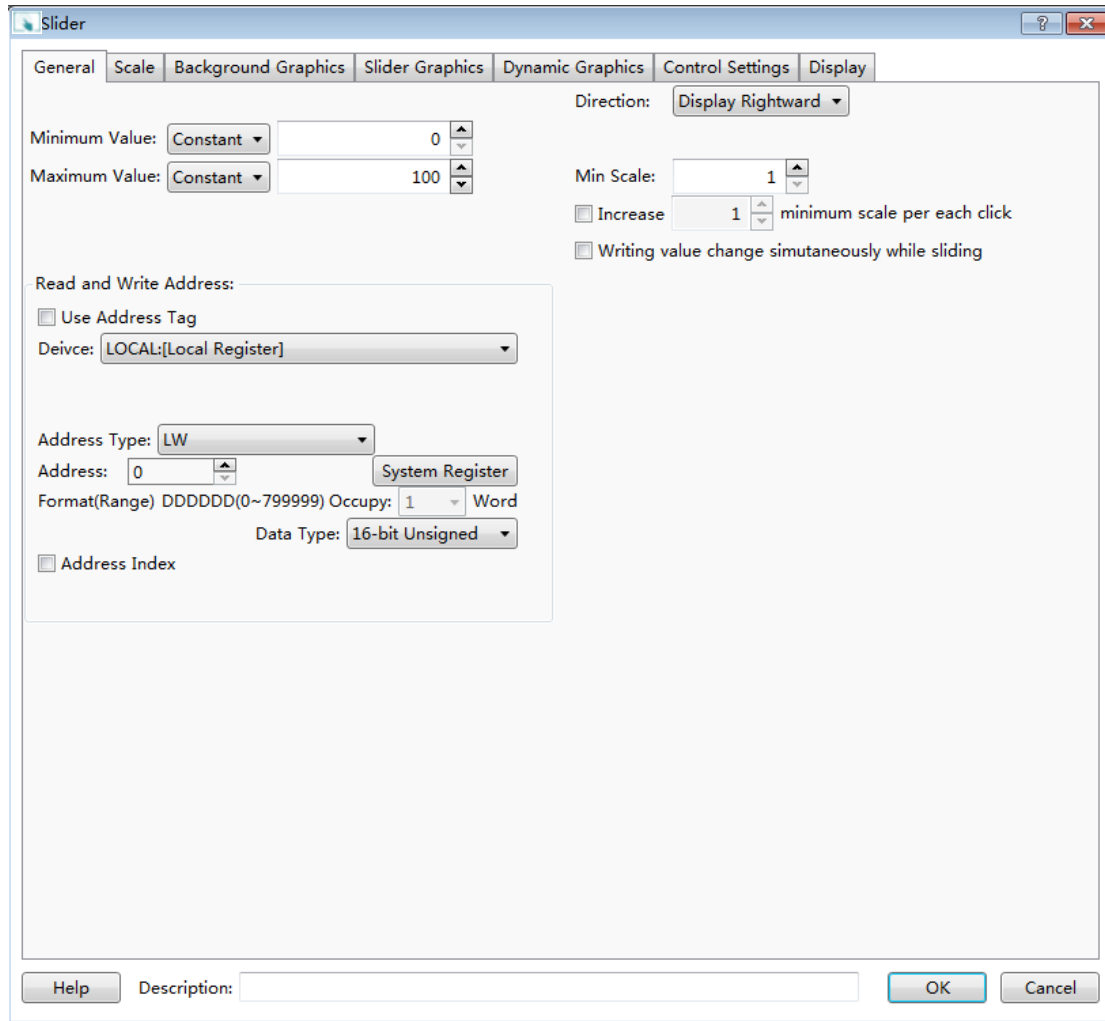 Slider
General Scale Background Graphics Slider Graphics Dynamic Graphics Control Settings Display
Direction: Display Rightward
Minimum Value: Constant 0
Maximum Value: Constant 100
Min Scale: 1
Increase 1 minimum scale per each click
Writing value change simutaneously while sliding
Read and Write Address:
Use Address Tag
Deivce: LOCAL:[Local Register]
Address Type: LW
Address: 0 System Register
Format(Range) DDDDDD(0~799999) Occupy: 1 Word
Data Type: 16-bit Unsigned
Address Index
Help Description: OK Cancel